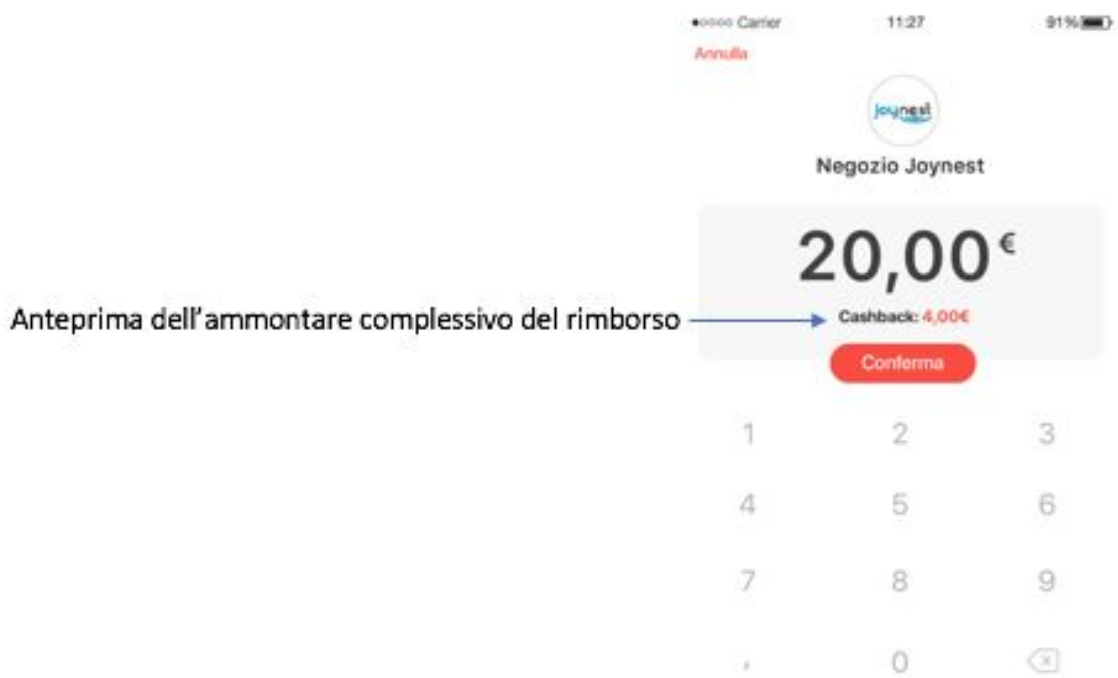 ●○○○○ Carrier 11:27 91%
Annulla
joynest
Negozio Joynest
20,00€
Anteprima dell'ammontare complessivo del rimborso
Cashback: 4,00€
Conferma
1 2 3
4 5 6
7 8 9
, 0